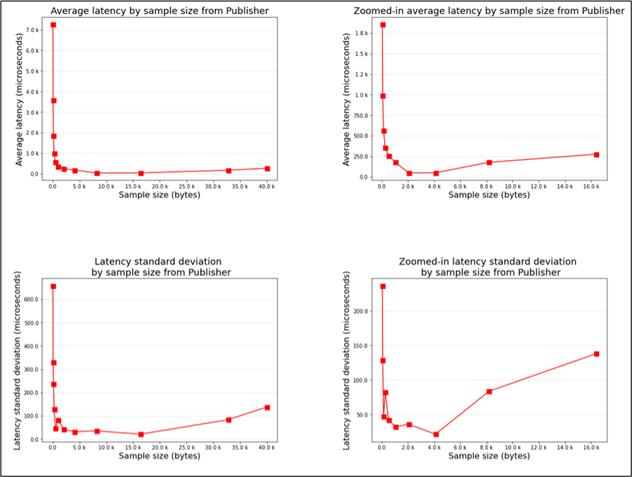 Average latency by sample size from Publisher
Average latency (microseconds)
7.0 k
6.0 k
5.0 k
4.0 k
3.0 k
2.0 k
1.0 k
0.0
0.0 5.0 k 10.0 k 15.0 k 20.0 k 25.0 k 30.0 k 35.0 k 40.0 k
Sample size (bytes)
Zoomed-in average latency by sample size from Publisher
Average latency (microseconds)
1.8 k
1.5 k
1.2 k
1.0 k
750.0
500.0
250.0
0.0
0.0 2.0 k 4.0 k 6.0 k 8.0 k 10.0 k 12.0 k 14.0 k 16.0 k
Sample size (bytes)
Latency standard deviation
by sample size from Publisher
Latency standard deviation (microseconds)
600.0
500.0
400.0
300.0
200.0
100.0
0.0
0.0 5.0 k 10.0 k 15.0 k 20.0 k 25.0 k 30.0 k 35.0 k 40.0 k
Sample size (bytes)
Zoomed-in latency standard deviation
by sample size from Publisher
Latency standard deviation (microseconds)
200.0
150.0
100.0
50.0
0.0 2.0 k 4.0 k 6.0 k 8.0 k 10.0 k 12.0 k 14.0 k 16.0 k
Sample size (bytes)